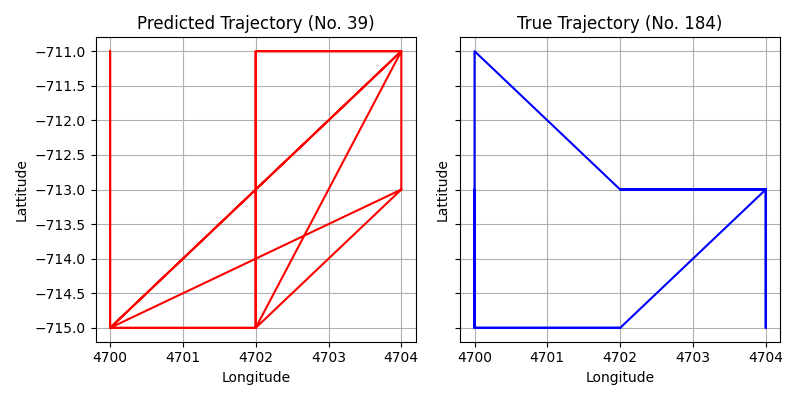 Predicted Trajectory (No. 39)
−711.0
−711.5
−712.0
−712.5
−713.0
−713.5
−714.0
−714.5
−715.0
Lattitude
4700 4701 4702 4703 4704
Longitude
True Trajectory (No. 184)
Lattitude
4700 4701 4702 4703 4704
Longitude